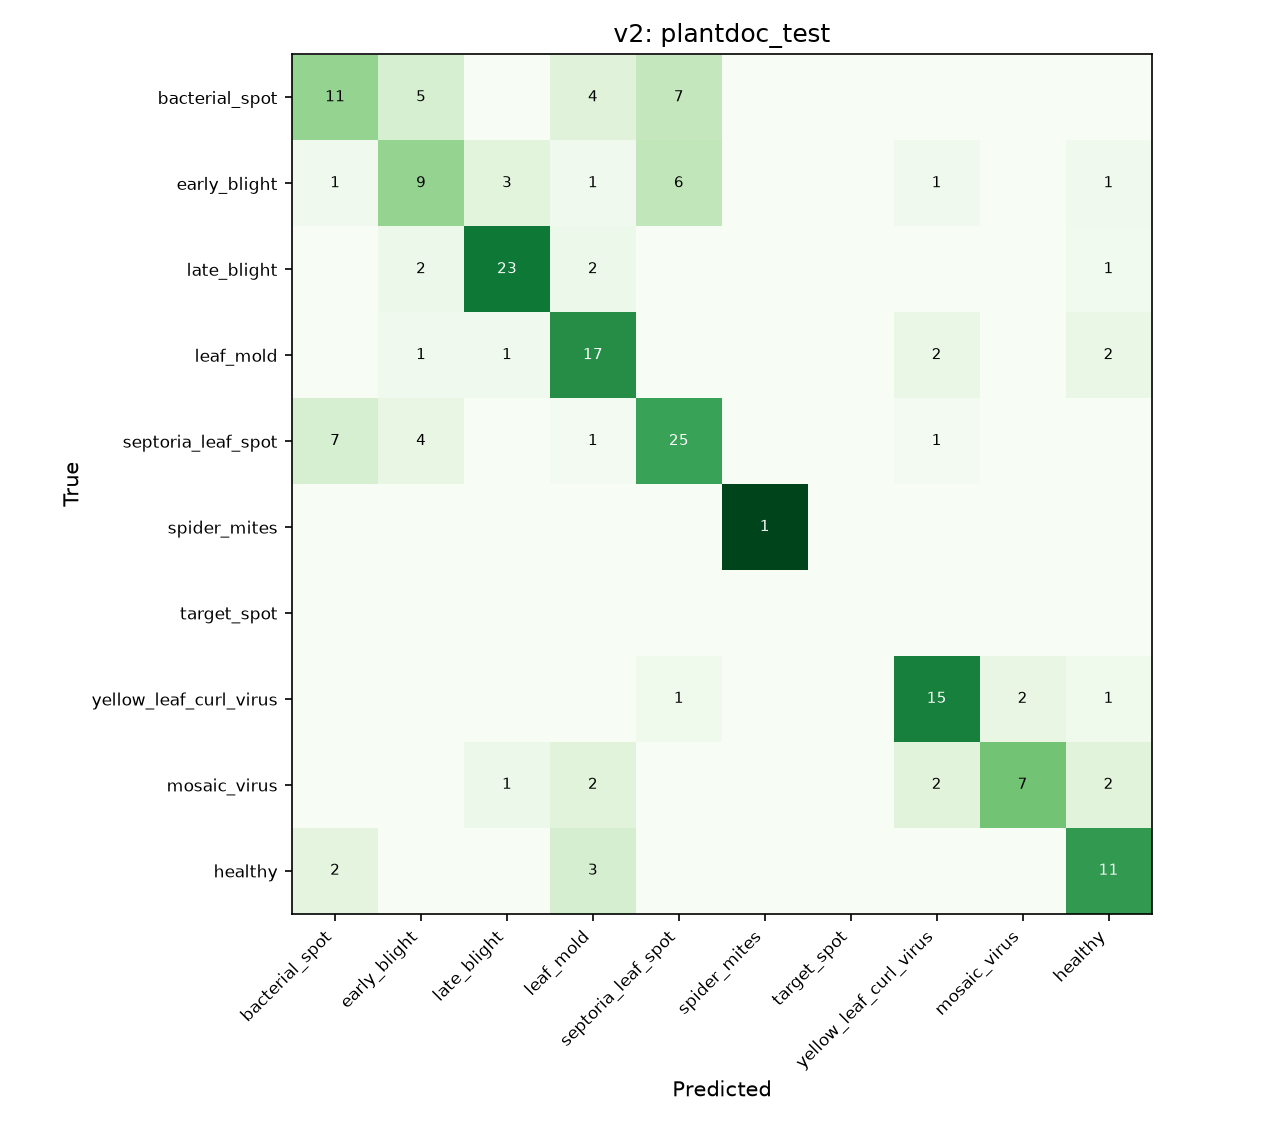 v2: plantdoc_test
bacterial_spot 11 5 4 7
early_blight 1 9 3 1 6 1 1
late_blight 2 23 2 1
leaf_mold 1 1 17 2 2
septoria_leaf_spot 7 4 1 25 1
spider_mites 1
target_spot
yellow_leaf_curl_virus 1 15 2 1
mosaic_virus 1 2 2 7 2
healthy 2 3 11
True
bacterial_spot
early_blight
late_blight
leaf_mold
septoria_leaf_spot
spider_mites
target_spot
yellow_leaf_curl_virus
mosaic_virus
healthy
Predicted